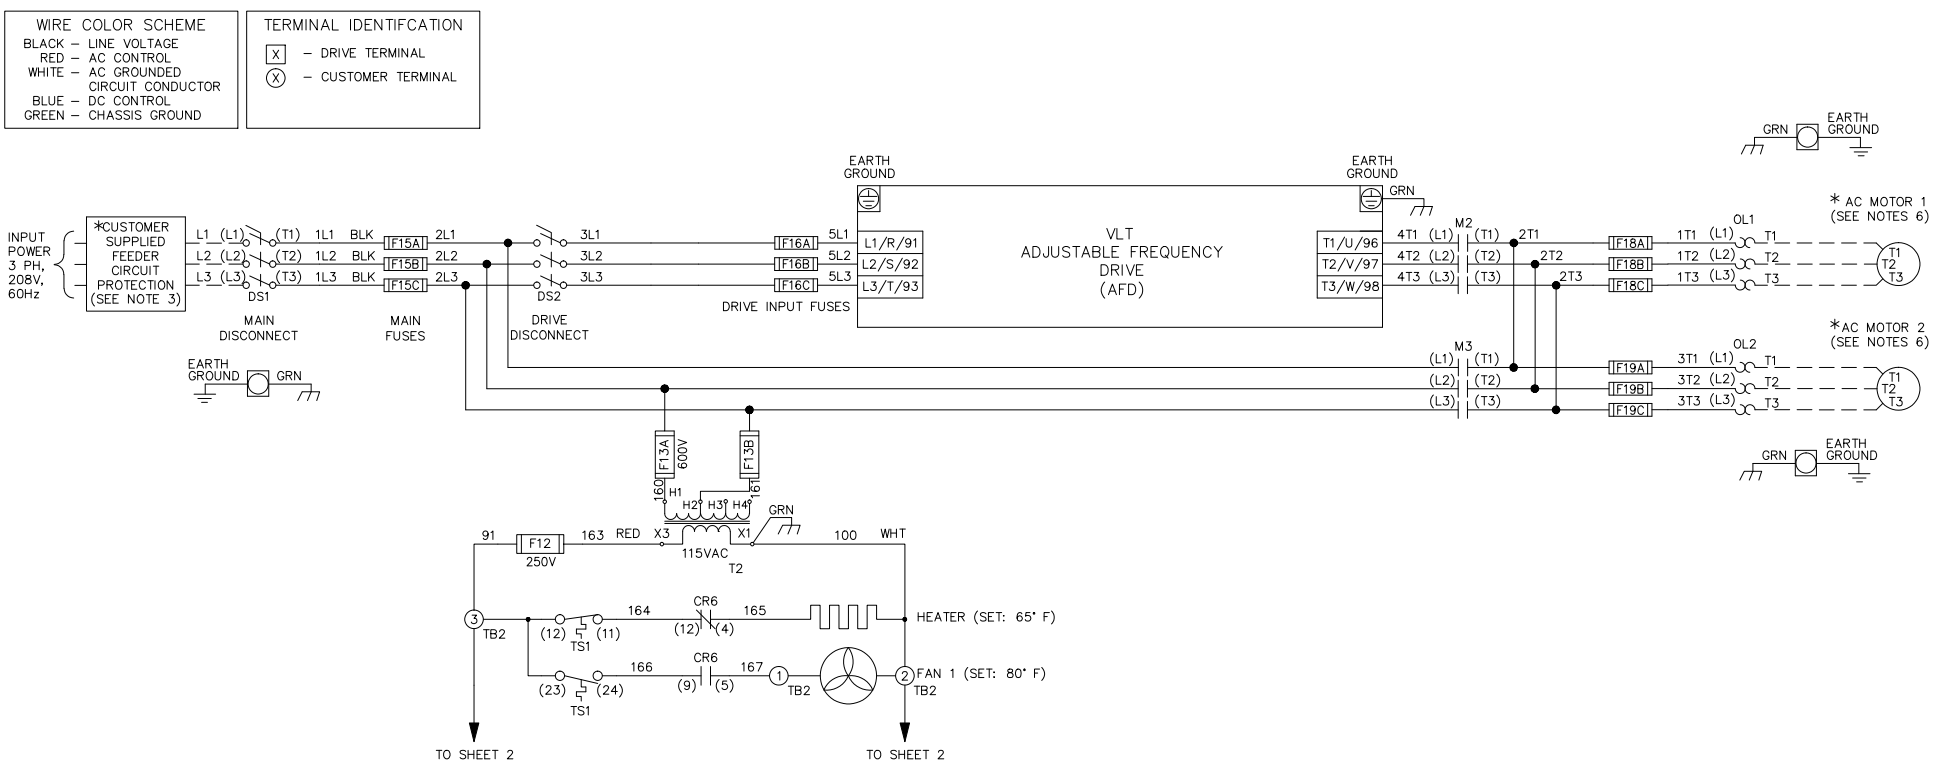 WIRE COLOR SCHEME
BLACK – LINE VOLTAGE
RED – AC CONTROL
WHITE – AC GROUNDED
CIRCUIT CONDUCTOR
BLUE – DC CONTROL
GREEN – CHASSIS GROUND
TERMINAL IDENTIFCATION
X – DRIVE TERMINAL
X – CUSTOMER TERMINAL
GRN
EARTH
GROUND
EARTH
GROUND
EARTH
GROUND
GRN
INPUT
POWER
3 PH,
208V,
60Hz
*CUSTOMER
SUPPLIED
FEEDER
CIRCUIT
PROTECTION
(SEE NOTE 3)
L1 (L1) (T1) 1L1 BLK F15A 2L1 3L1 F16A 5L1 L1/R/91
L2 (L2) (T2) 1L2 BLK F15B 2L2 3L2 F16B 5L2 L2/S/92
L3 (L3) (T3) 1L3 BLK F15C 2L3 3L3 F16C 5L3 L3/T/93
DS1
DS2
MAIN
DISCONNECT
MAIN
FUSES
DRIVE
DISCONNECT
DRIVE INPUT FUSES
VLT
ADJUSTABLE FREQUENCY
DRIVE
(AFD)
M2
OL1
T1/U/96 4T1 (L1) (T1) 2T1 F18A 1T1 (L1) T1
T2/V/97 4T2 (L2) (T2) 2T2 F18B 1T2 (L2) T2
T3/W/98 4T3 (L3) (T3) 2T3 F18C 1T3 (L3) T3
* AC MOTOR 1
(SEE NOTES 6)
T1
T2
T3
EARTH
GROUND
GRN
M3
OL2
(L1) (T1) F19A 3T1 (L1) T1
(L2) (T2) F19B 3T2 (L2) T2
(L3) (T3) F19C 3T3 (L3) T3
*AC MOTOR 2
(SEE NOTES 6)
T1
T2
T3
GRN
EARTH
GROUND
F13A
600V
F13B
160
161
H1
H2
H3
H4
GRN
91
F12
250V
163
RED
X3
X1
115VAC
T2
100
WHT
3
TB2
(12)
(11)
TS1
164
CR6
(12)
(4)
165
HEATER (SET: 65° F)
(23)
(24)
TS1
166
CR6
(9)
(5)
167
1
TB2
2
TB2
FAN 1 (SET: 80° F)
TO SHEET 2
TO SHEET 2